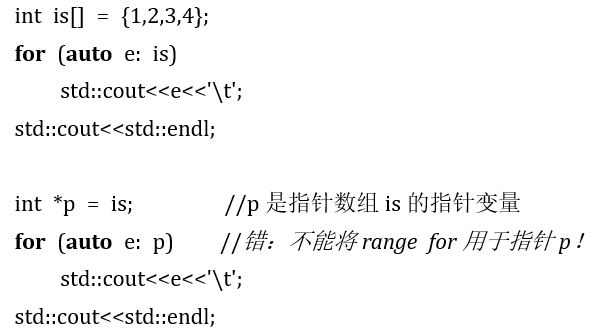 int is[] = {1,2,3,4};
for (auto e: is)
std::cout<<e<<'\t';
std::cout<<std::endl;
int *p = is; //p 是指针数组 is 的指针变量
for (auto e: p) //错：不能将 range for 用于指针 p！
std::cout<<e<<'\t';
std::cout<<std::endl;